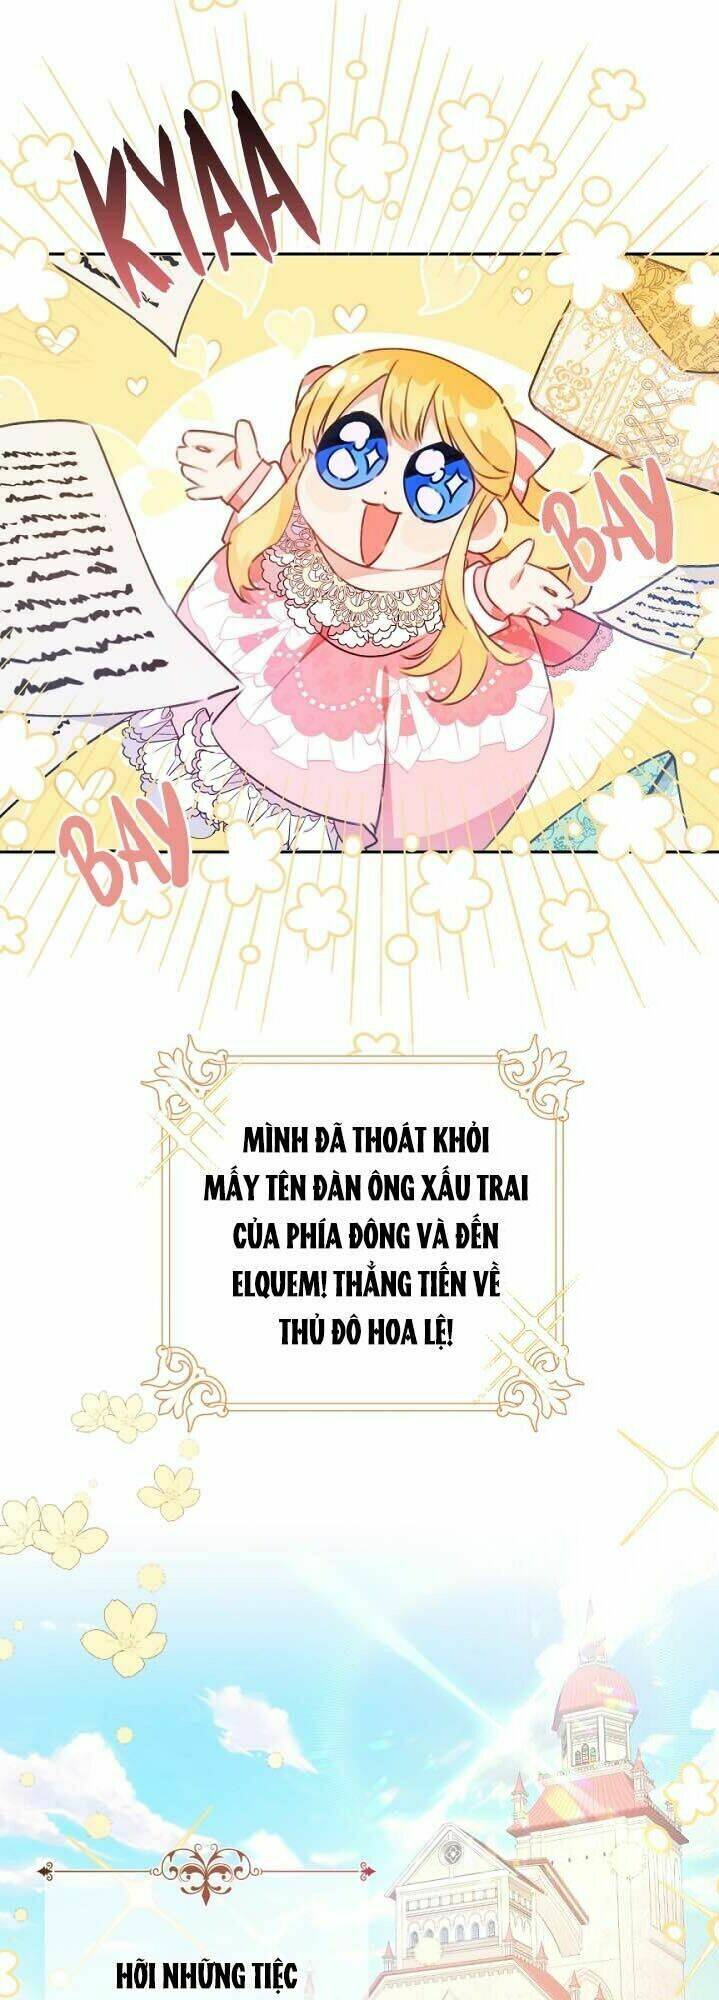 KYAA
BAY
BAY
MÌNH ĐÃ THOÁT KHỎI
MẤY TÊN ĐÀN ÔNG XẤU TRAI
CỦA PHÍA ĐÔNG VÀ ĐẾN
ELQUEM! THẲNG TIẾN VỀ
THỦ ĐÔ HOA LỆ!
HỠI NHỮNG TIỆC